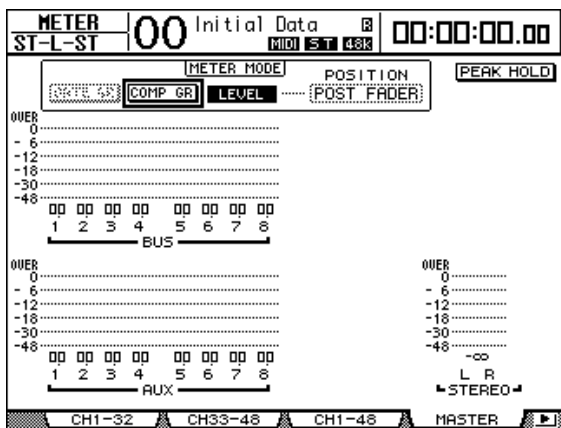 METER
ST-L-ST
00 Initial Data
MIDI ST 48k
00:00:00.00
METER MODE
GATE GR COMP GR LEVEL
POSITION
POST FADER
PEAK HOLD
OVER
0
- 6
-12
-18
-30
-48
00 00 00 00 00 00 00 00
1 2 3 4 5 6 7 8
BUS
OVER
0
- 6
-12
-18
-30
-48
00 00 00 00 00 00 00 00
1 2 3 4 5 6 7 8
AUX
OVER
0
- 6
-12
-18
-30
-48
-∞
L R
STEREO
CH1-32 CH33-48 CH1-48 MASTER